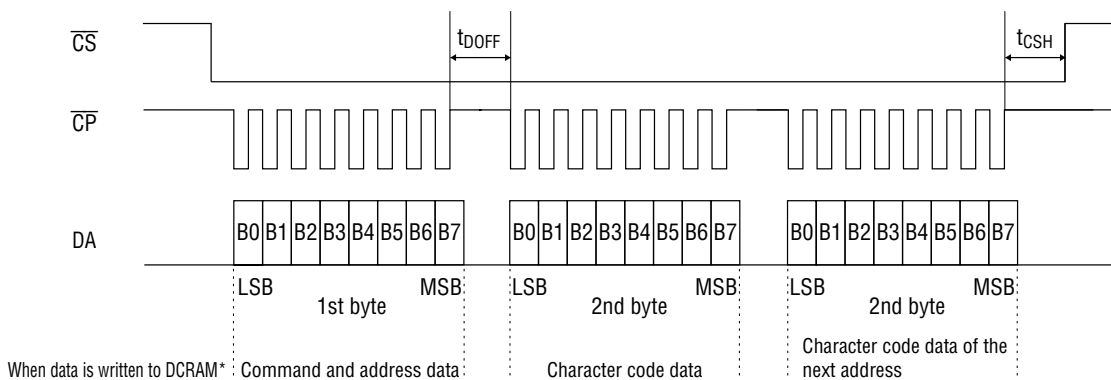 CS
tDOFF
tCSH
CP
DA
B0 B1 B2 B3 B4 B5 B6 B7
B0 B1 B2 B3 B4 B5 B6 B7
B0 B1 B2 B3 B4 B5 B6 B7
LSB MSB
LSB MSB
LSB MSB
1st byte
2nd byte
2nd byte
When data is written to DCRAM*
Command and address data
Character code data
Character code data of the
next address